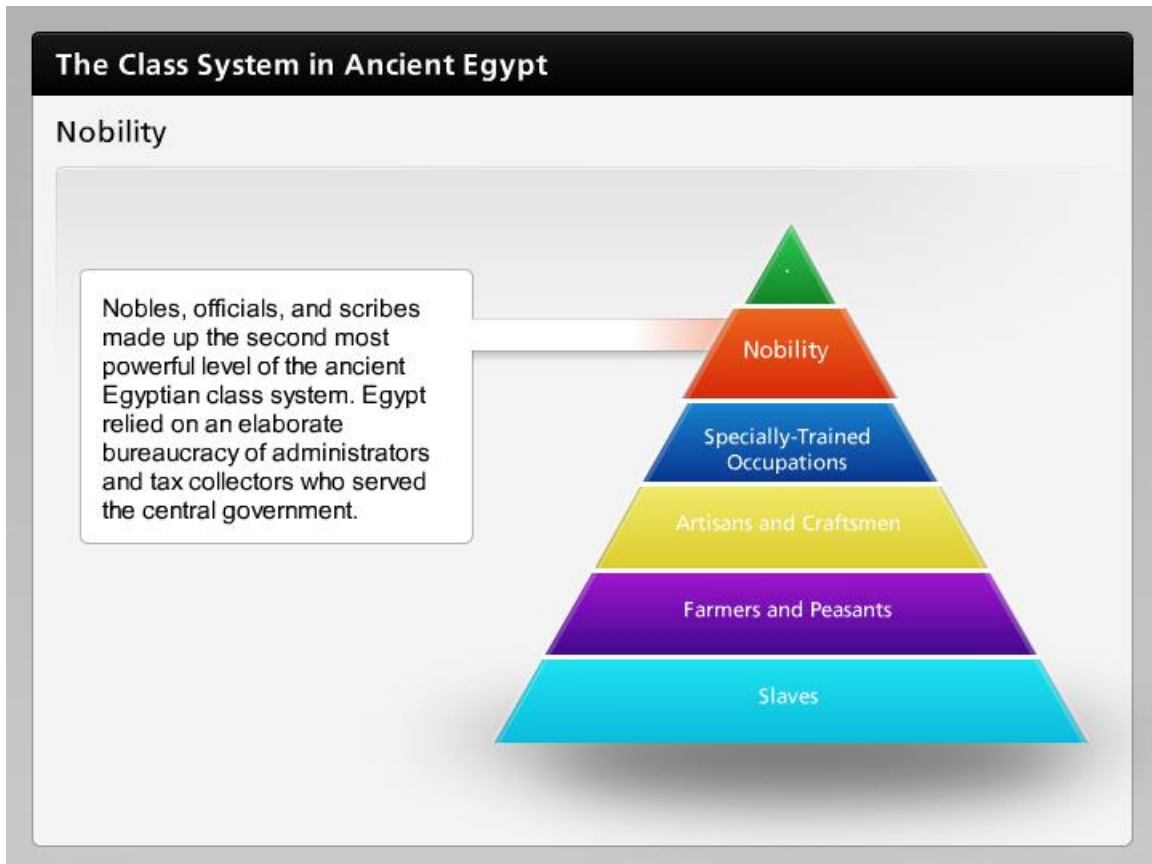 The Class System in Ancient Egypt
Nobility
Nobles, officials, and scribes
made up the second most
powerful level of the ancient
Egyptian class system. Egypt
relied on an elaborate
bureaucracy of administrators
and tax collectors who served
the central government.
.
Nobility
Specially-Trained
Occupations
Artisans and Craftsmen
Farmers and Peasants
Slaves